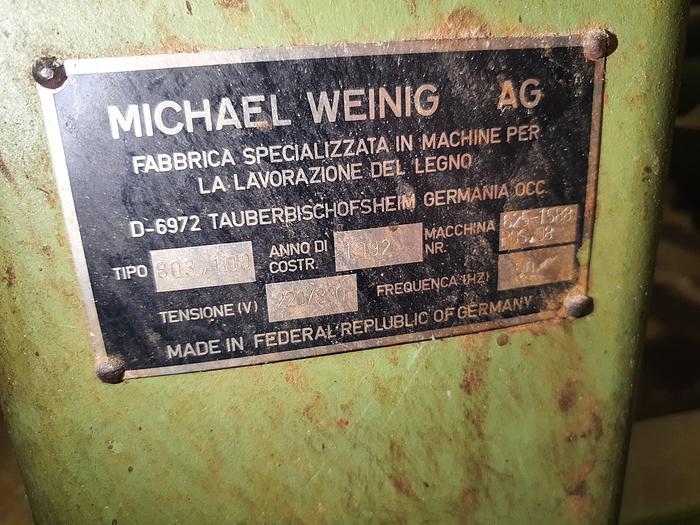 MICHAEL WEINIG AG
FABBRICA SPECIALIZZATA IN MACHINE PER
LA LAVORAZIONE DEL LEGNO
D-6972 TAUBERBISCHOFSHEIM GERMANIA OCC
TIPO ANNO DI COSTR. 1992 MACCHINA NR.
TENSIONE (V) 220/380 FREQUENCA (HZ)
MADE IN FEDERAL REPLUBLIC OF GERMANY